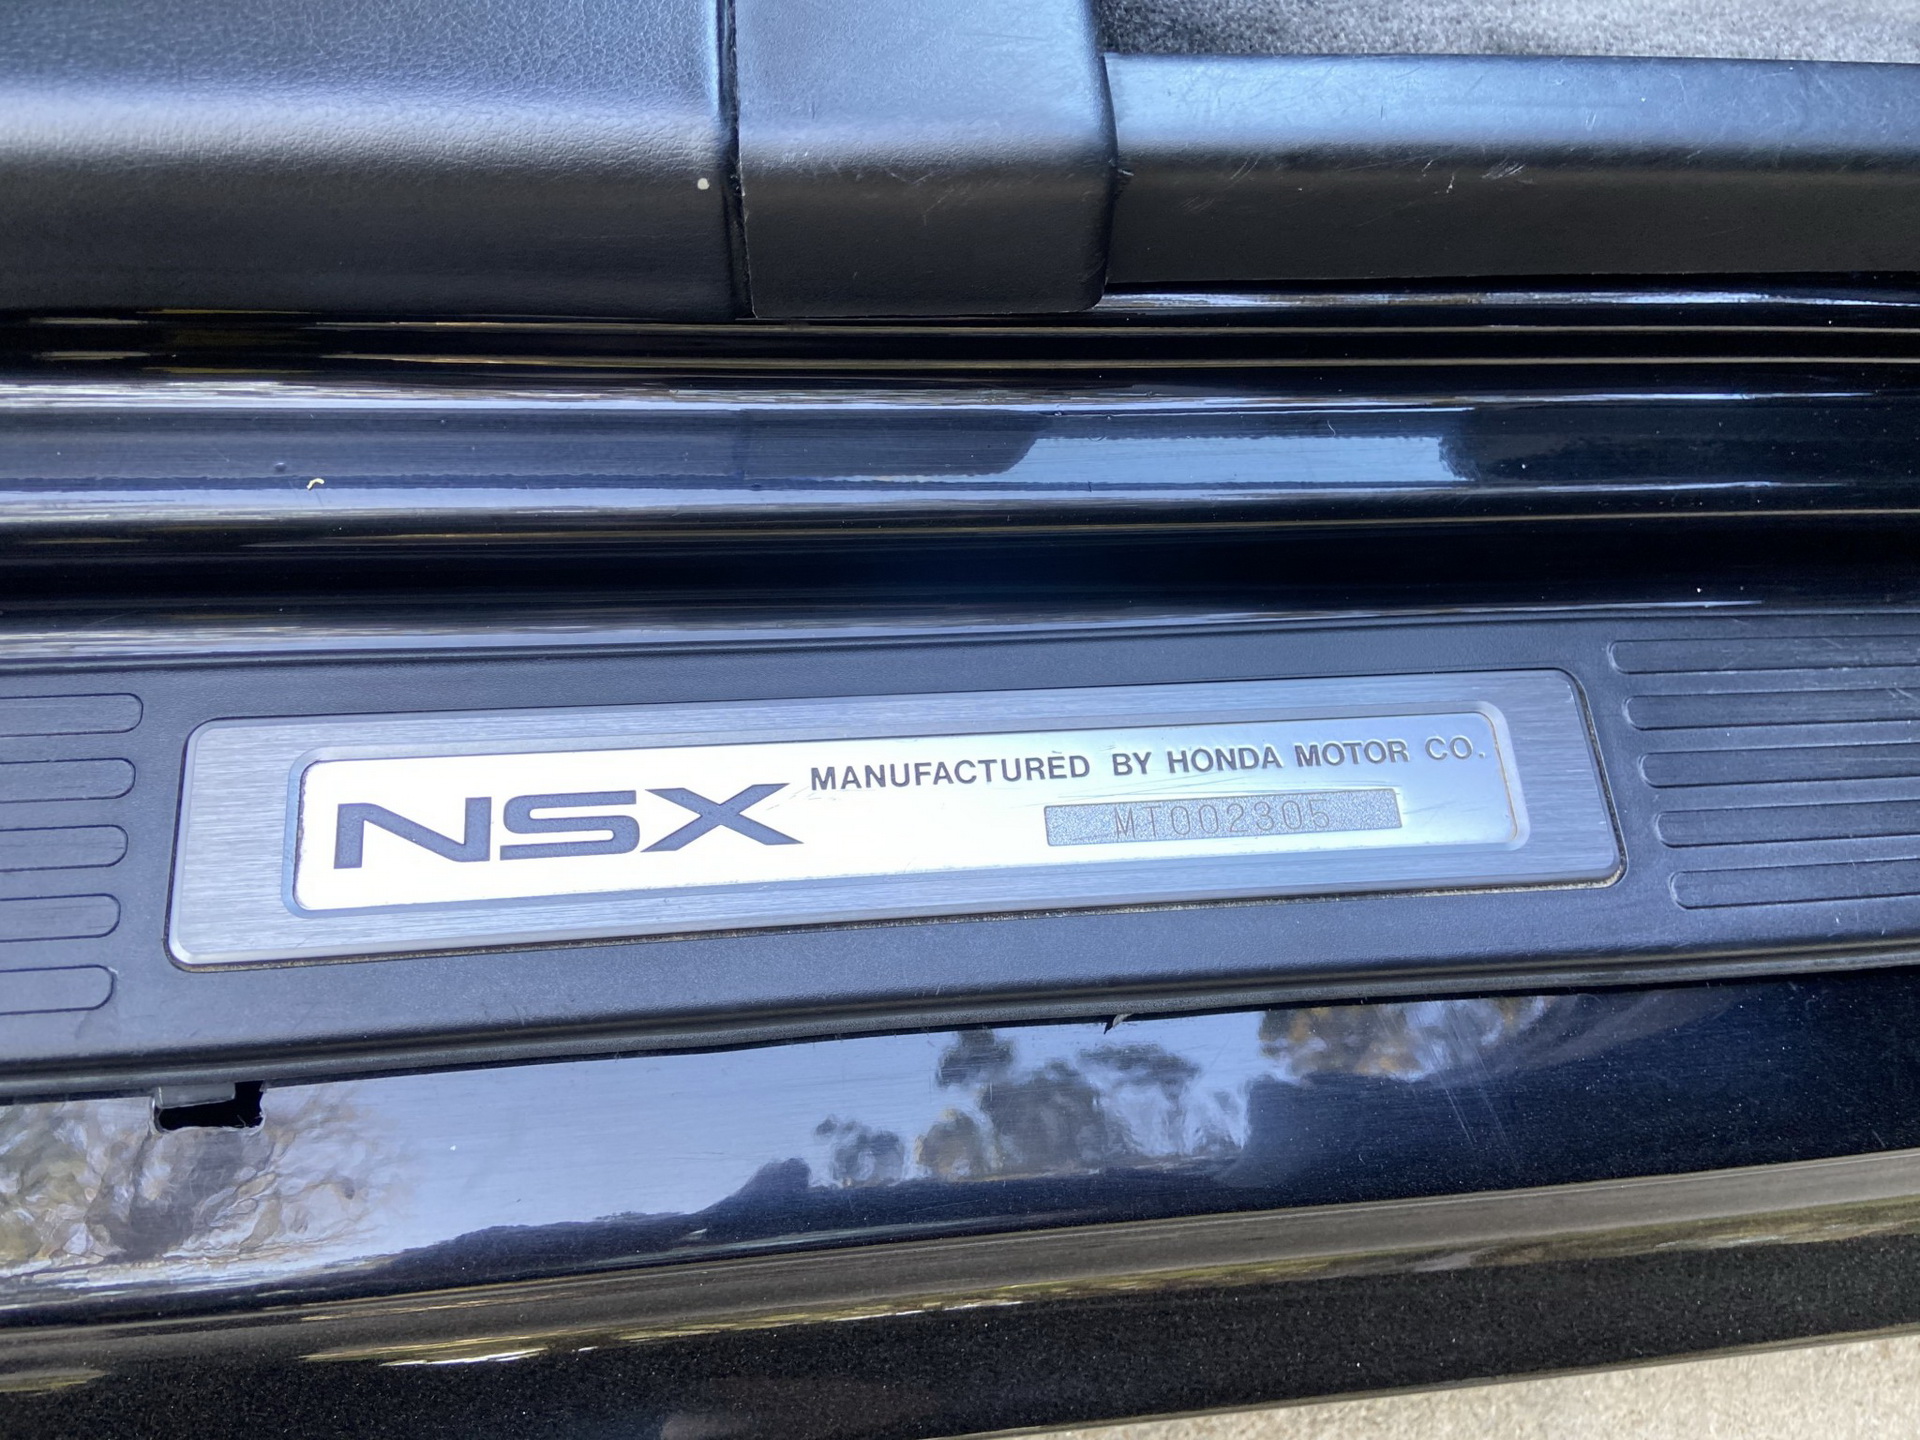 NSX
MANUFACTURED BY HONDA MOTOR CO.
MT002305